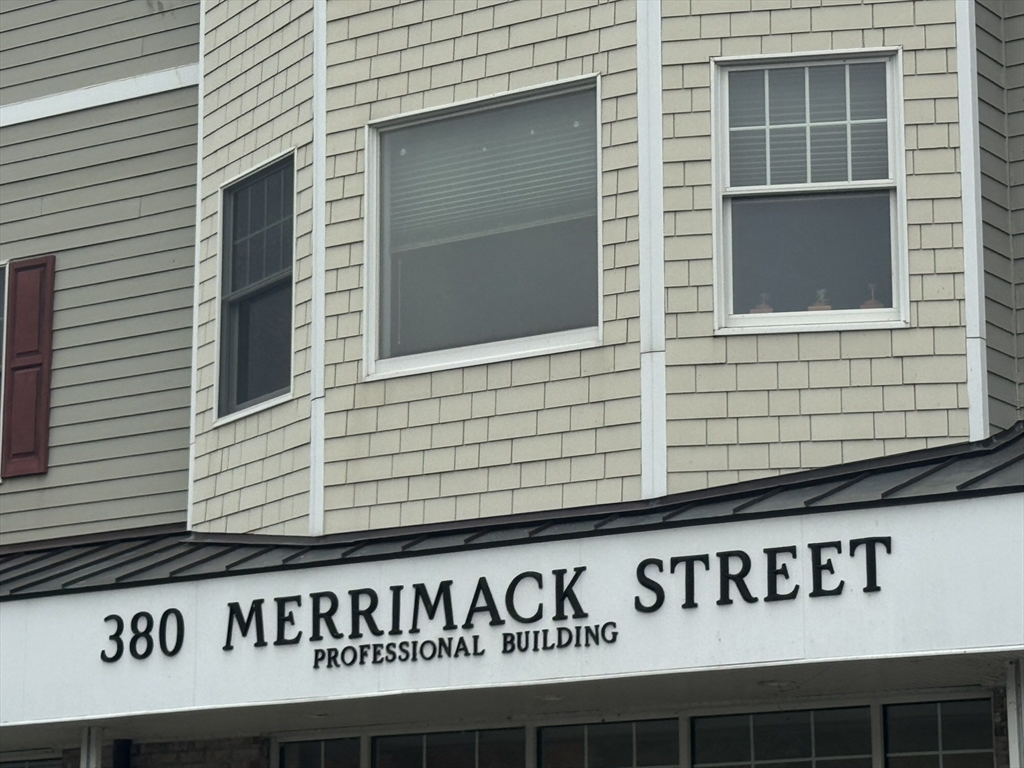 380 MERRIMACK STREET
PROFESSIONAL BUILDING